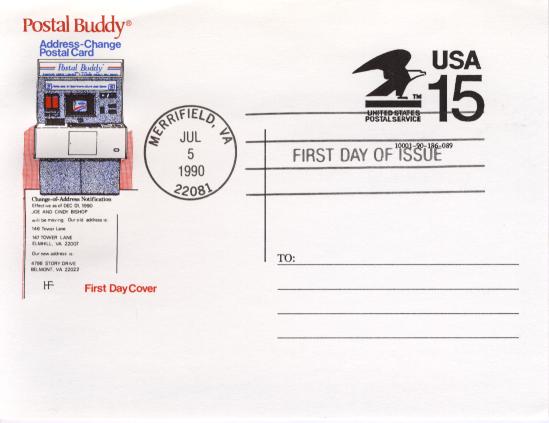 Postal Buddy®
Address-Change
Postal Card
Postal Buddy
USA
15
™
UNITED STATES
POSTAL SERVICE
MERRIFIELD, VA
JUL
5
1990
22081
10001-90-186-089
FIRST DAY OF ISSUE
Change-of-Address Notification
Effective as of DEC 01, 1990
JOE AND CINDY BISHOP
will be moving. Our old address is:
146 Tower Lane
147 TOWER LANE
ELMHILL, VA 22007
Our new address is:
4798 STORY DRIVE
BELMONT, VA 22022
HF
First Day Cover
TO: